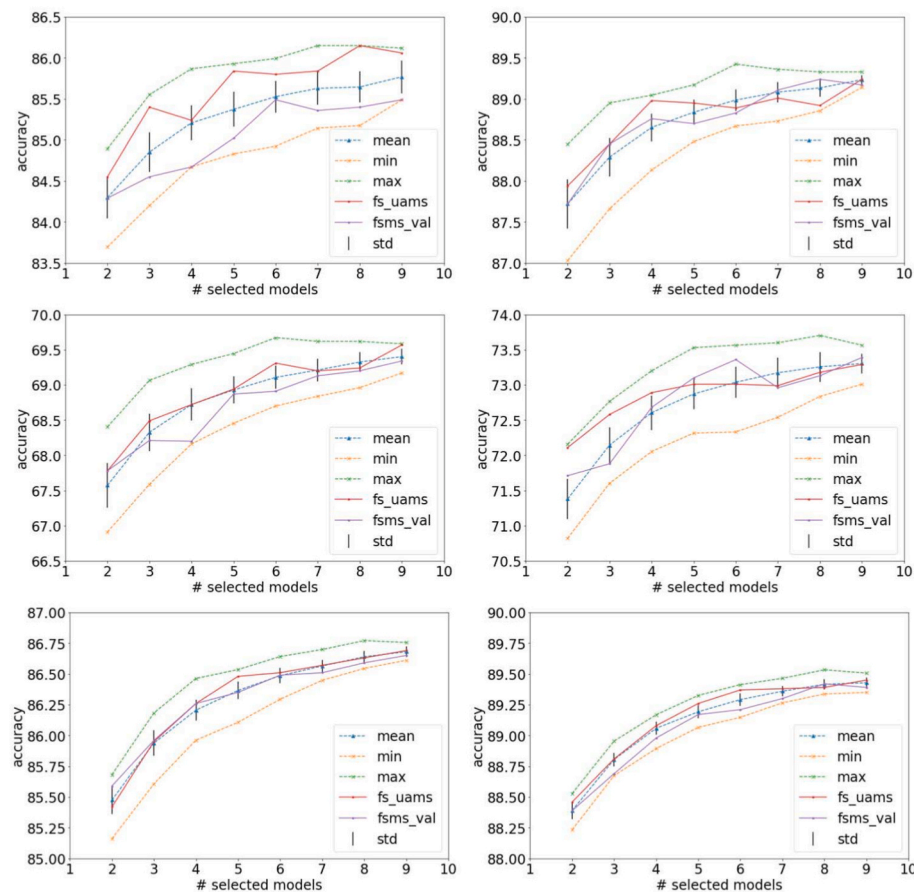 86.5
86.0
85.5
85.0
84.5
84.0
83.5
accuracy
1 2 3 4 5 6 7 8 9 10
# selected models
mean
min
max
fs_uams
fsms_val
std
90.0
89.5
89.0
88.5
88.0
87.5
87.0
accuracy
1 2 3 4 5 6 7 8 9 10
# selected models
mean
min
max
fs_uams
fsms_val
std
70.0
69.5
69.0
68.5
68.0
67.5
67.0
66.5
accuracy
1 2 3 4 5 6 7 8 9 10
# selected models
mean
min
max
fs_uams
fsms_val
std
74.0
73.5
73.0
72.5
72.0
71.5
71.0
70.5
accuracy
1 2 3 4 5 6 7 8 9 10
# selected models
mean
min
max
fs_uams
fsms_val
std
87.00
86.75
86.50
86.25
86.00
85.75
85.50
85.25
85.00
accuracy
1 2 3 4 5 6 7 8 9 10
# selected models
mean
min
max
fs_uams
fsms_val
std
90.00
89.75
89.50
89.25
89.00
88.75
88.50
88.25
88.00
accuracy
1 2 3 4 5 6 7 8 9 10
# selected models
mean
min
max
fs_uams
fsms_val
std